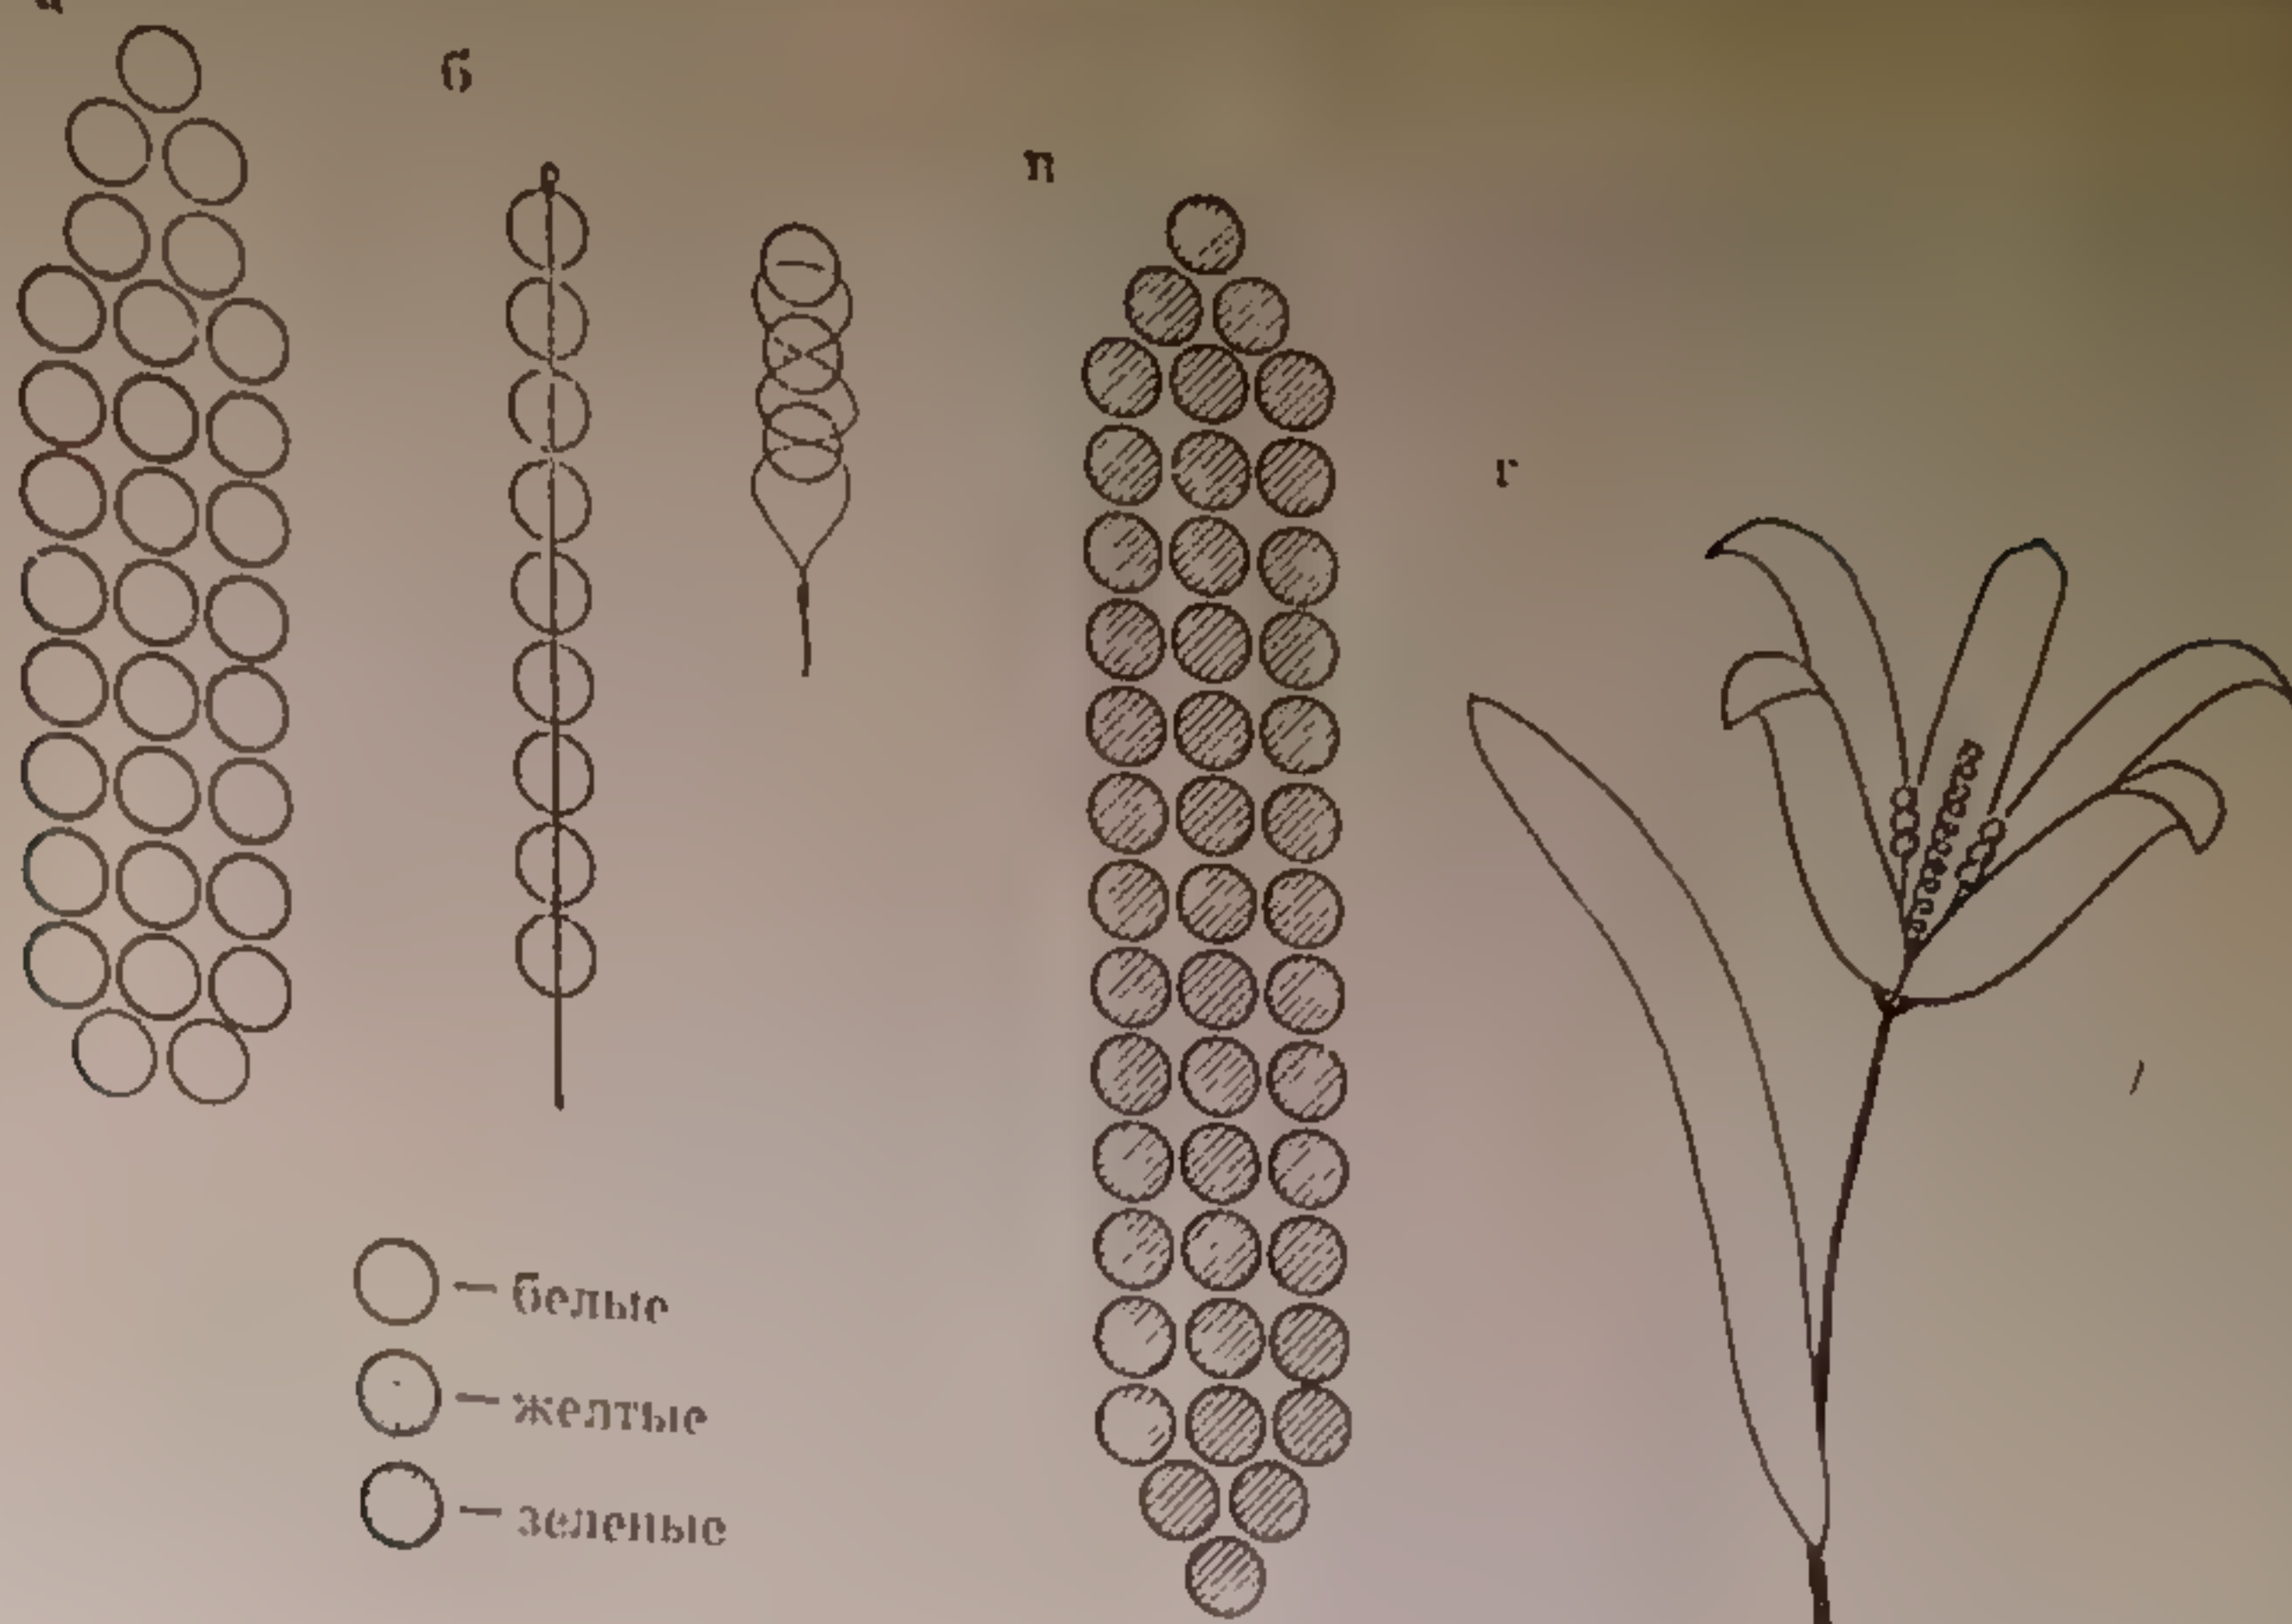 б
п
г
— белые
— желтые
— зеленые